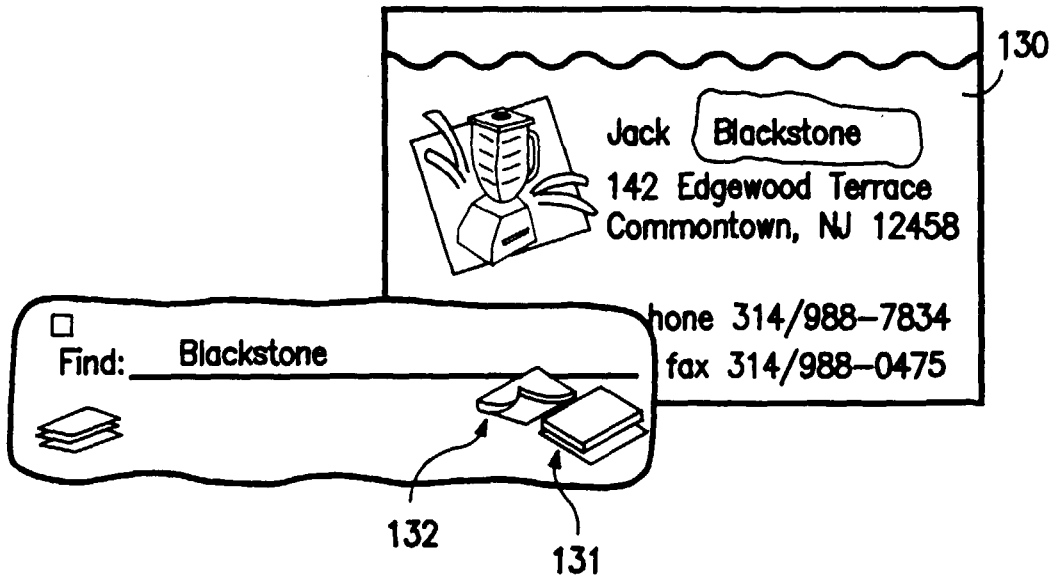 130
Jack Blackstone
142 Edgewood Terrace
Commontown, NJ 12458
hone 314/988-7834
fax 314/988-0475
Find: Blackstone
132
131